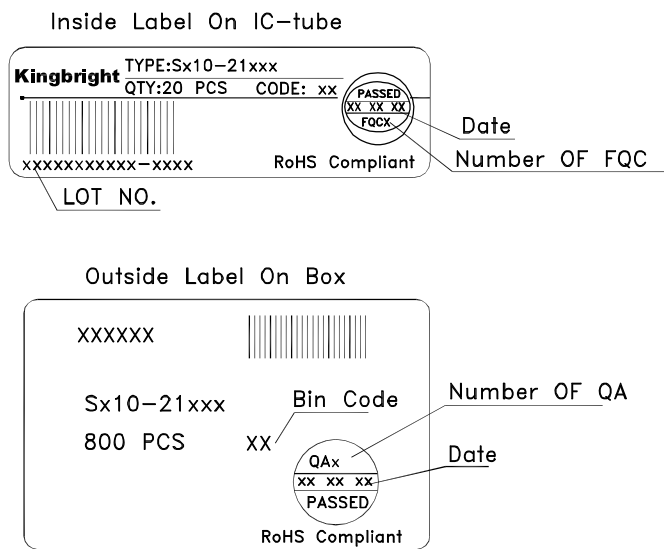 Inside Label On IC-tube
Kingbright
TYPE:Sx10-21xxx
QTY:20 PCS CODE: xx
PASSED
XX XX XX
FQCX
Date
Number OF FQC
RoHS Compliant
xxxxxxxxxxx-xxxx
LOT NO.
Outside Label On Box
XXXXXX
Sx10-21xxx
Bin Code
Number OF QA
800 PCS
XX
QAx
Date
XX XX XX
PASSED
RoHS Compliant